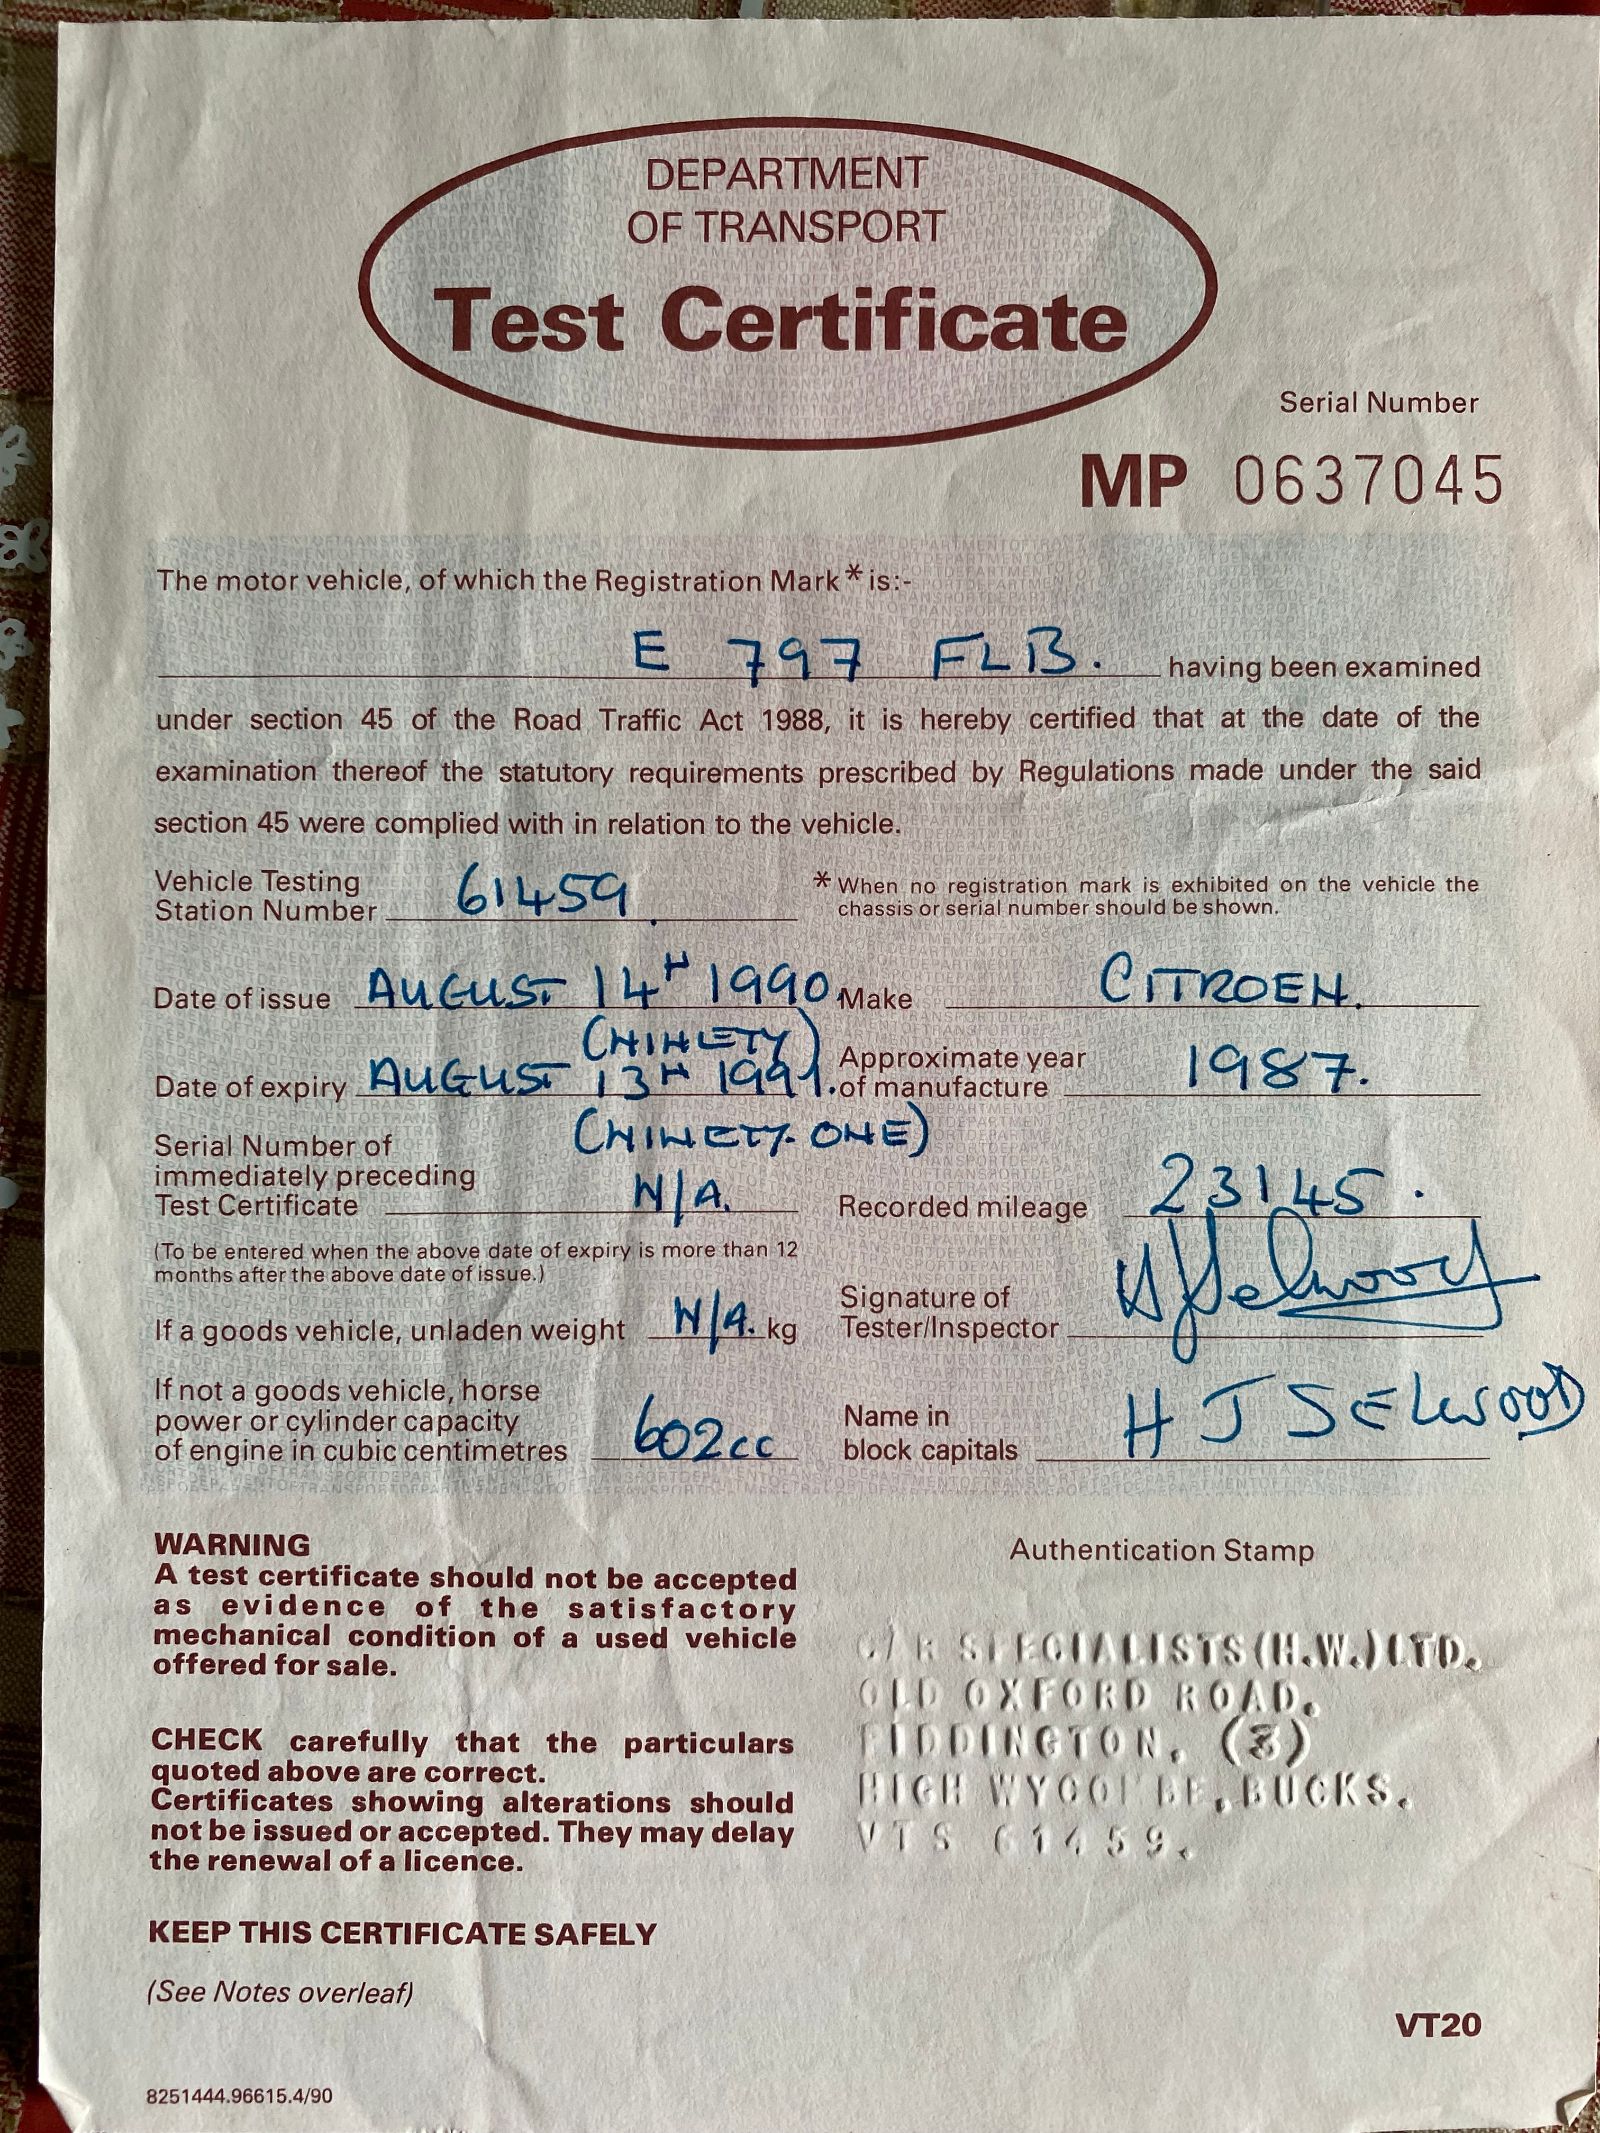 DEPARTMENT
OF TRANSPORT
Test Certificate
Serial Number
MP 0637045
The motor vehicle, of which the Registration Mark * is:-
E 797 FLB. having been examined
under section 45 of the Road Traffic Act 1988, it is hereby certified that at the date of the
examination thereof the statutory requirements prescribed by Regulations made under the said
section 45 were complied with in relation to the vehicle.
Vehicle Testing
Station Number 61459
* When no registration mark is exhibited on the vehicle the
chassis or serial number should be shown.
Date of issue AUGUST 14TH 1990
(NINETY)
Make CITROEN.
Date of expiry AUGUST 13TH 1991.
(NINETY-ONE)
Approximate year
of manufacture 1987.
Serial Number of
immediately preceding
Test Certificate N/A.
(To be entered when the above date of expiry is more than 12
months after the above date of issue.)
Recorded mileage 23145.
If a goods vehicle, unladen weight N/A. kg
Signature of
Tester/Inspector HJSelwood
If not a goods vehicle, horse
power or cylinder capacity
of engine in cubic centimetres 602cc
Name in
block capitals H J SELWOOD
WARNING
A test certificate should not be accepted
as evidence of the satisfactory
mechanical condition of a used vehicle
offered for sale.
CHECK carefully that the particulars
quoted above are correct.
Certificates showing alterations should
not be issued or accepted. They may delay
the renewal of a licence.
KEEP THIS CERTIFICATE SAFELY
(See Notes overleaf)
8251444.96615.4/90
Authentication Stamp
SPECIALISTS (H.W.) LTD.
OLD OXFORD ROAD.
PIDDINGTON. (8)
HIGH WYCOMBE, BUCKS.
VTS 61459.
VT20